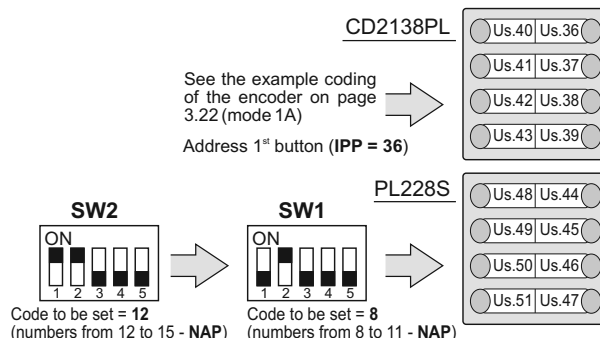 CD2138PL
Us.40 Us.36
Us.41 Us.37
Us.42 Us.38
Us.43 Us.39
See the example coding
of the encoder on page
3.22 (mode 1A)
Address 1st button (IPP = 36)
PL228S
Us.48 Us.44
Us.49 Us.45
Us.50 Us.46
Us.51 Us.47
SW2
ON
1 2 3 4 5
Code to be set = 12
(numbers from 12 to 15 - NAP)
SW1
ON
1 2 3 4 5
Code to be set = 8
(numbers from 8 to 11 - NAP)